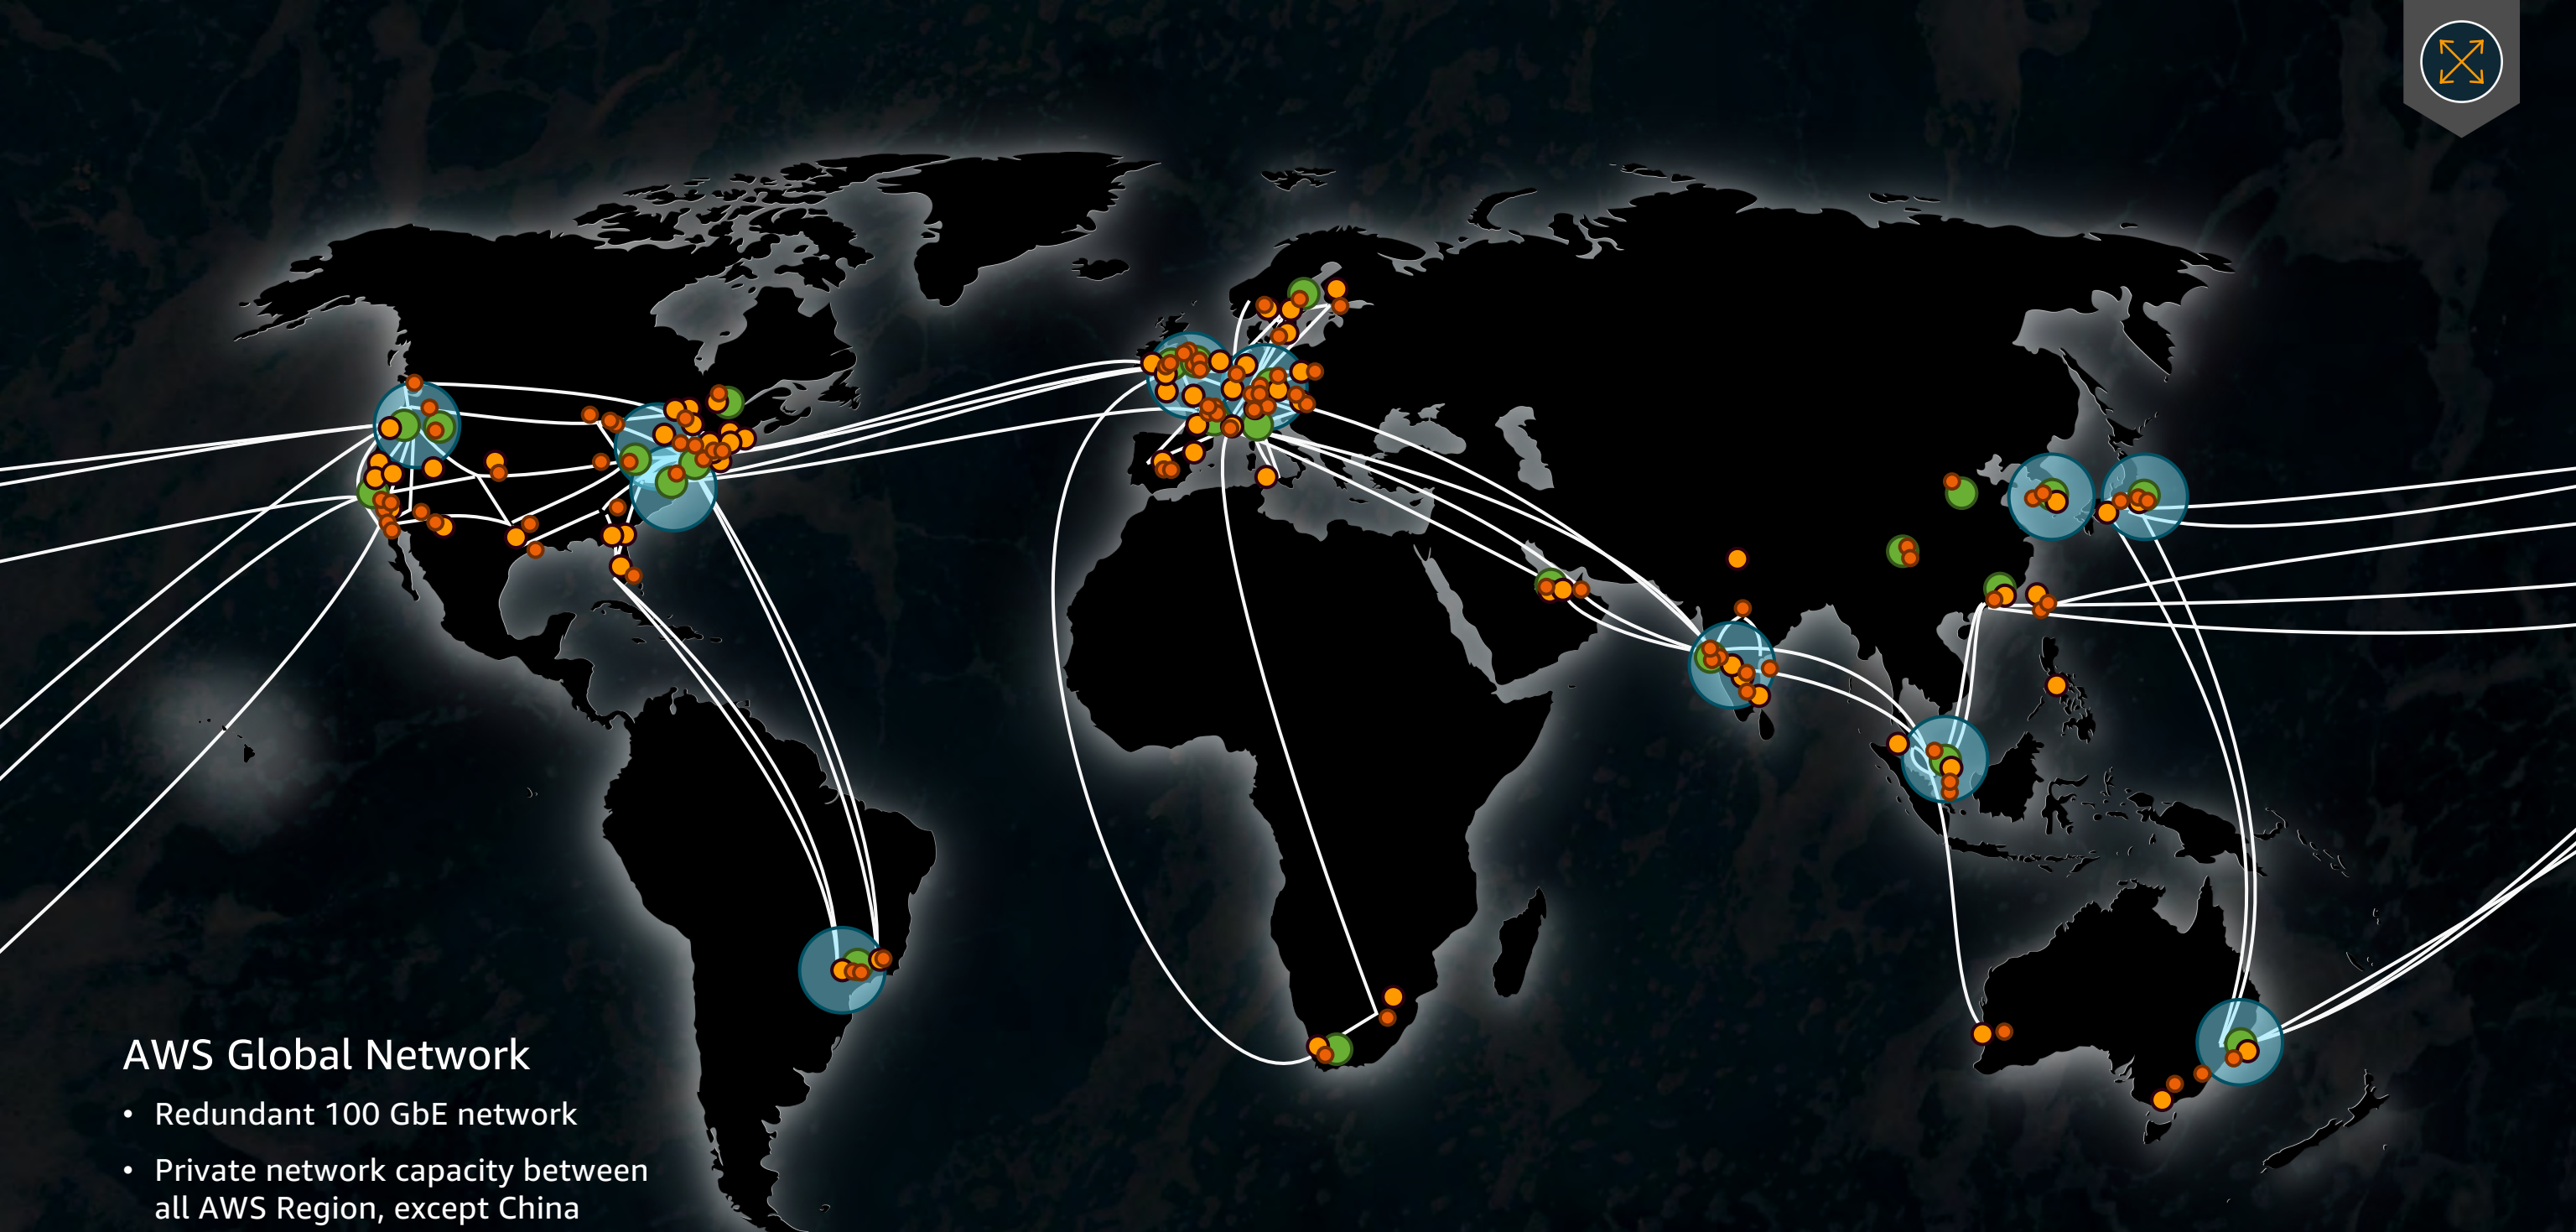 AWS Global Network
• Redundant 100 GbE network
• Private network capacity between
all AWS Region, except China